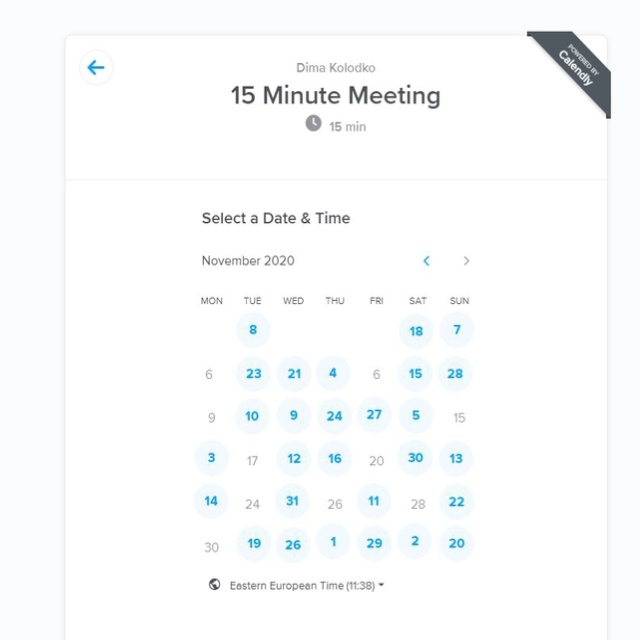 POWERED BY
Calendly
Dima Kolodko
15 Minute Meeting
15 min
Select a Date & Time
November 2020
MON TUE WED THU FRI SAT SUN
8 18 7
6 23 21 4 6 15 28
9 10 9 24 27 5 15
3 17 12 16 20 30 13
14 24 31 26 11 28 22
30 19 26 1 29 2 20
Eastern European Time (11:38)